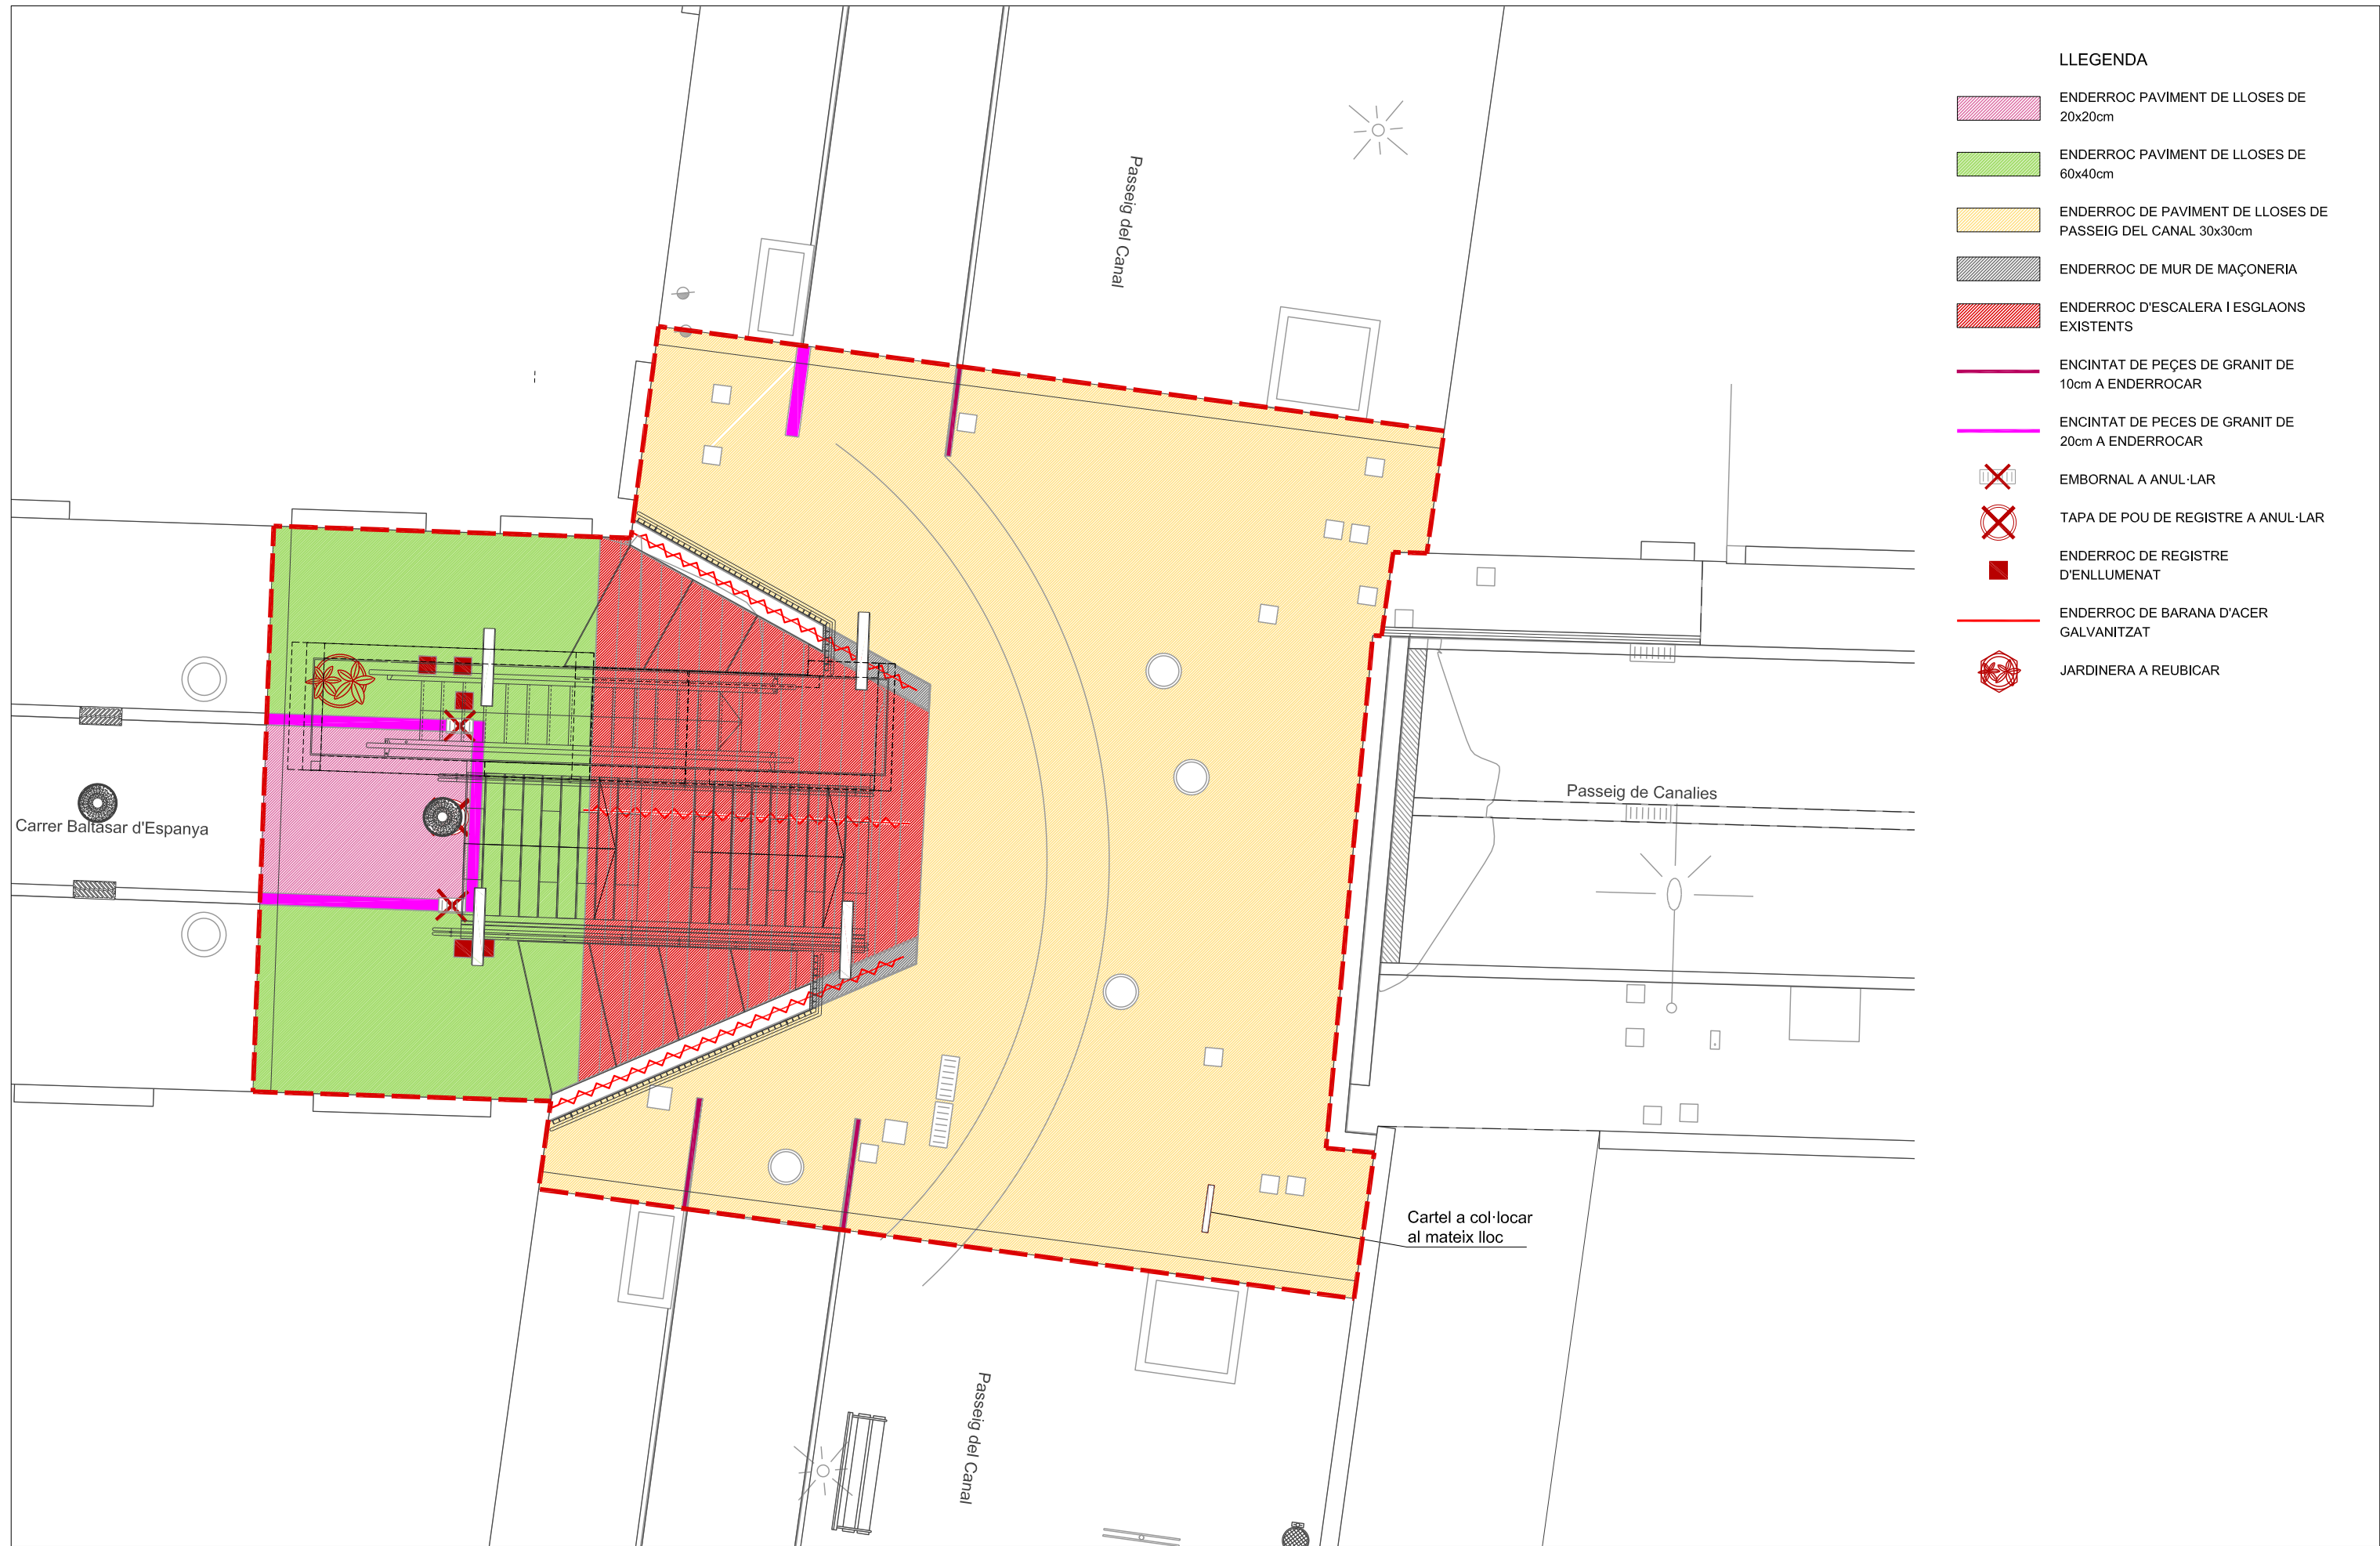 LLEGENDA
ENDERROC PAVIMENT DE LLOSES DE
20x20cm
ENDERROC PAVIMENT DE LLOSES DE
60x40cm
ENDERROC DE PAVIMENT DE LLOSES DE
PASSEIG DEL CANAL 30x30cm
ENDERROC DE MUR DE MAÇONERIA
ENDERROC D'ESCALERA I ESGLAONS
EXISTENTS
ENCINTAT DE PEÇES DE GRANIT DE
10cm A ENDERROCAR
ENCINTAT DE PECES DE GRANIT DE
20cm A ENDERROCAR
EMBORNAL A ANUL·LAR
TAPA DE POU DE REGISTRE A ANUL·LAR
ENDERROC DE REGISTRE
D'ENLLUMENAT
ENDERROC DE BARANA D'ACER
GALVANITZAT
JARDINERA A REUBICAR
Passeig del Canal
Passeig de Canalies
Carrer Baltasar d'Espanya
Cartel a col·locar
al mateix lloc
Passeig del Canal